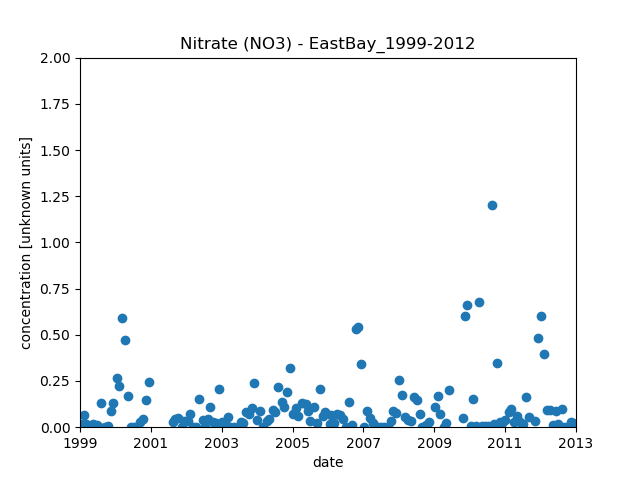 Nitrate (NO3) - EastBay_1999-2012
2.00
1.75
1.50
1.25
1.00
0.75
0.50
0.25
0.00
concentration [unknown units]
1999 2001 2003 2005 2007 2009 2011 2013
date